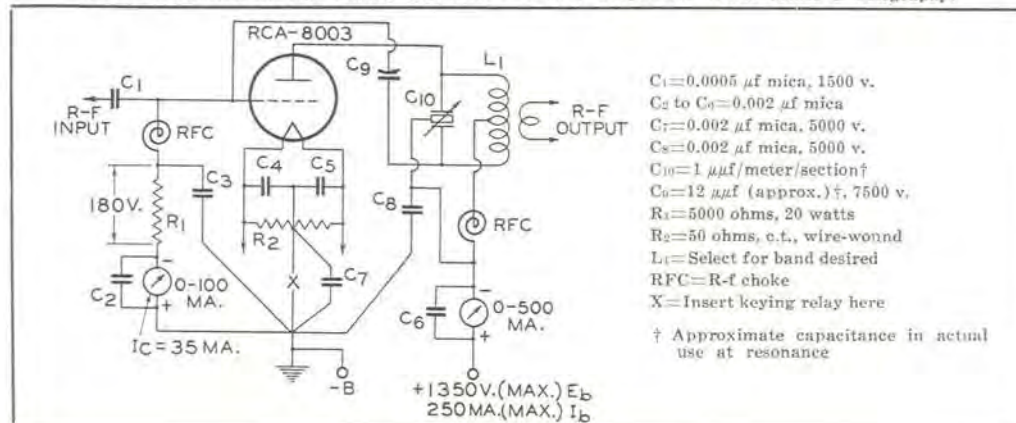 RCA-8003
C1
R-F
INPUT
RFC
C3
180V.
R1
C2
0-100
MA.
IC = 35 MA.
C4
C5
R2
X
C7
-B
C9
C10
C8
L1
R-F
OUTPUT
RFC
C6
0-500
MA.
+1350V.(MAX.) Eb
250MA.(MAX.) Ib
-
+
-
+
C1=0.0005 μf mica, 1500 v.
C2 to C6=0.002 μf mica
C7=0.002 μf mica, 5000 v.
C8=0.002 μf mica, 5000 v.
C10=1 μμf/meter/section†
C9=12 μμf (approx.)†, 7500 v.
R1=5000 ohms, 20 watts
R2=50 ohms, c.t., wire-wound
L1=Select for band desired
RFC=R-f choke
X=Insert keying relay here
† Approximate capacitance in actual
use at resonance